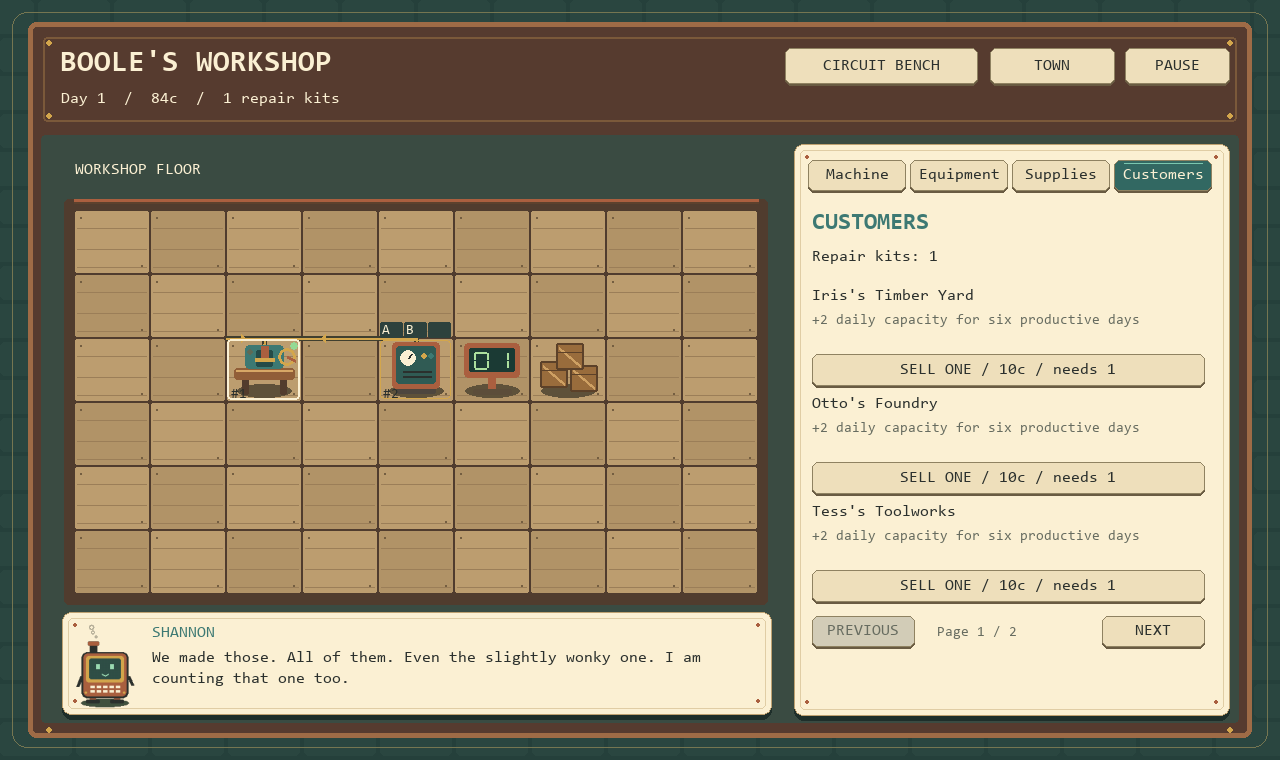 BOOLE'S WORKSHOP
Day 1 / 84c / 1 repair kits
CIRCUIT BENCH
TOWN
PAUSE
WORKSHOP FLOOR
A B
#1
#2
01
Machine
Equipment
Supplies
Customers
CUSTOMERS
Repair kits: 1
Iris's Timber Yard
+2 daily capacity for six productive days
SELL ONE / 10c / needs 1
Otto's Foundry
+2 daily capacity for six productive days
SELL ONE / 10c / needs 1
Tess's Toolworks
+2 daily capacity for six productive days
SELL ONE / 10c / needs 1
PREVIOUS
Page 1 / 2
NEXT
SHANNON
We made those. All of them. Even the slightly wonky one. I am
counting that one too.